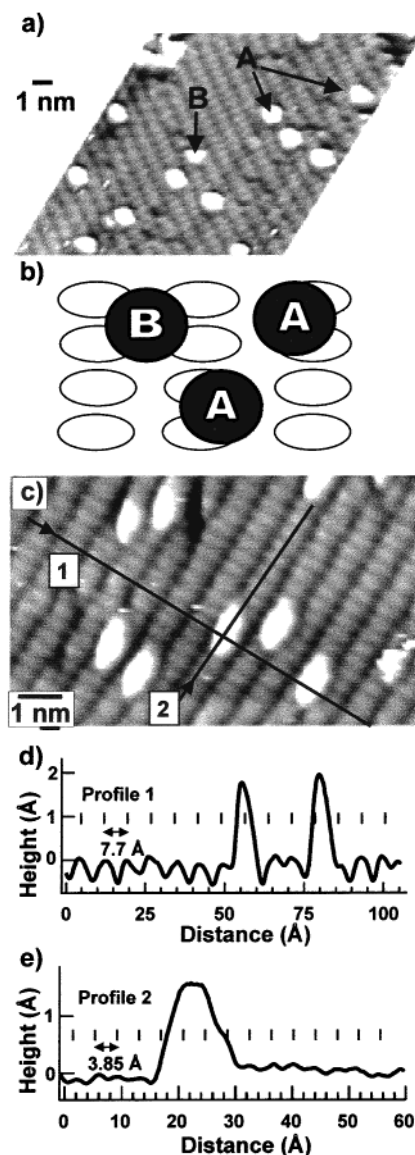 a)
1 nm
A
B
b)
B
A
A
c)
1
2
1 nm
d)
Profile 1
7.7 Å
Height (Å)
2
1
0
0
25
50
75
100
Distance (Å)
e)
Profile 2
3.85 Å
Height (Å)
1
0
0
10
20
30
40
50
60
Distance (Å)